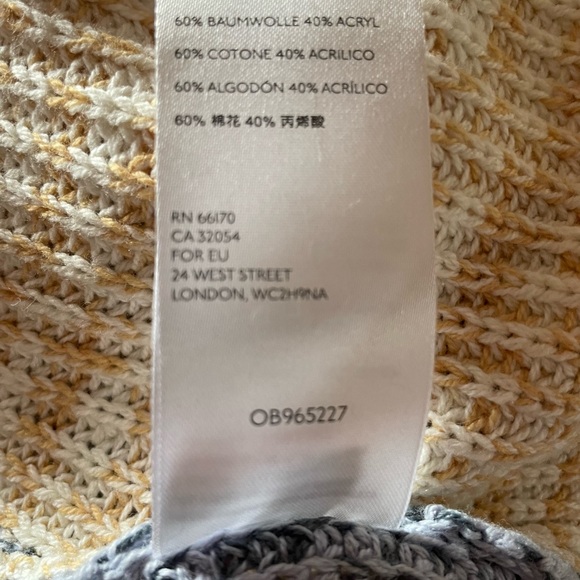 60% BAUMWOLLE 40% ACRYL
60% COTONE 40% ACRILICO
60% ALGODÓN 40% ACRÍLICO
60% 棉花 40% 丙烯酸
RN 66170
CA 32054
FOR EU
24 WEST STREET
LONDON, WC2H9NA
OB965227